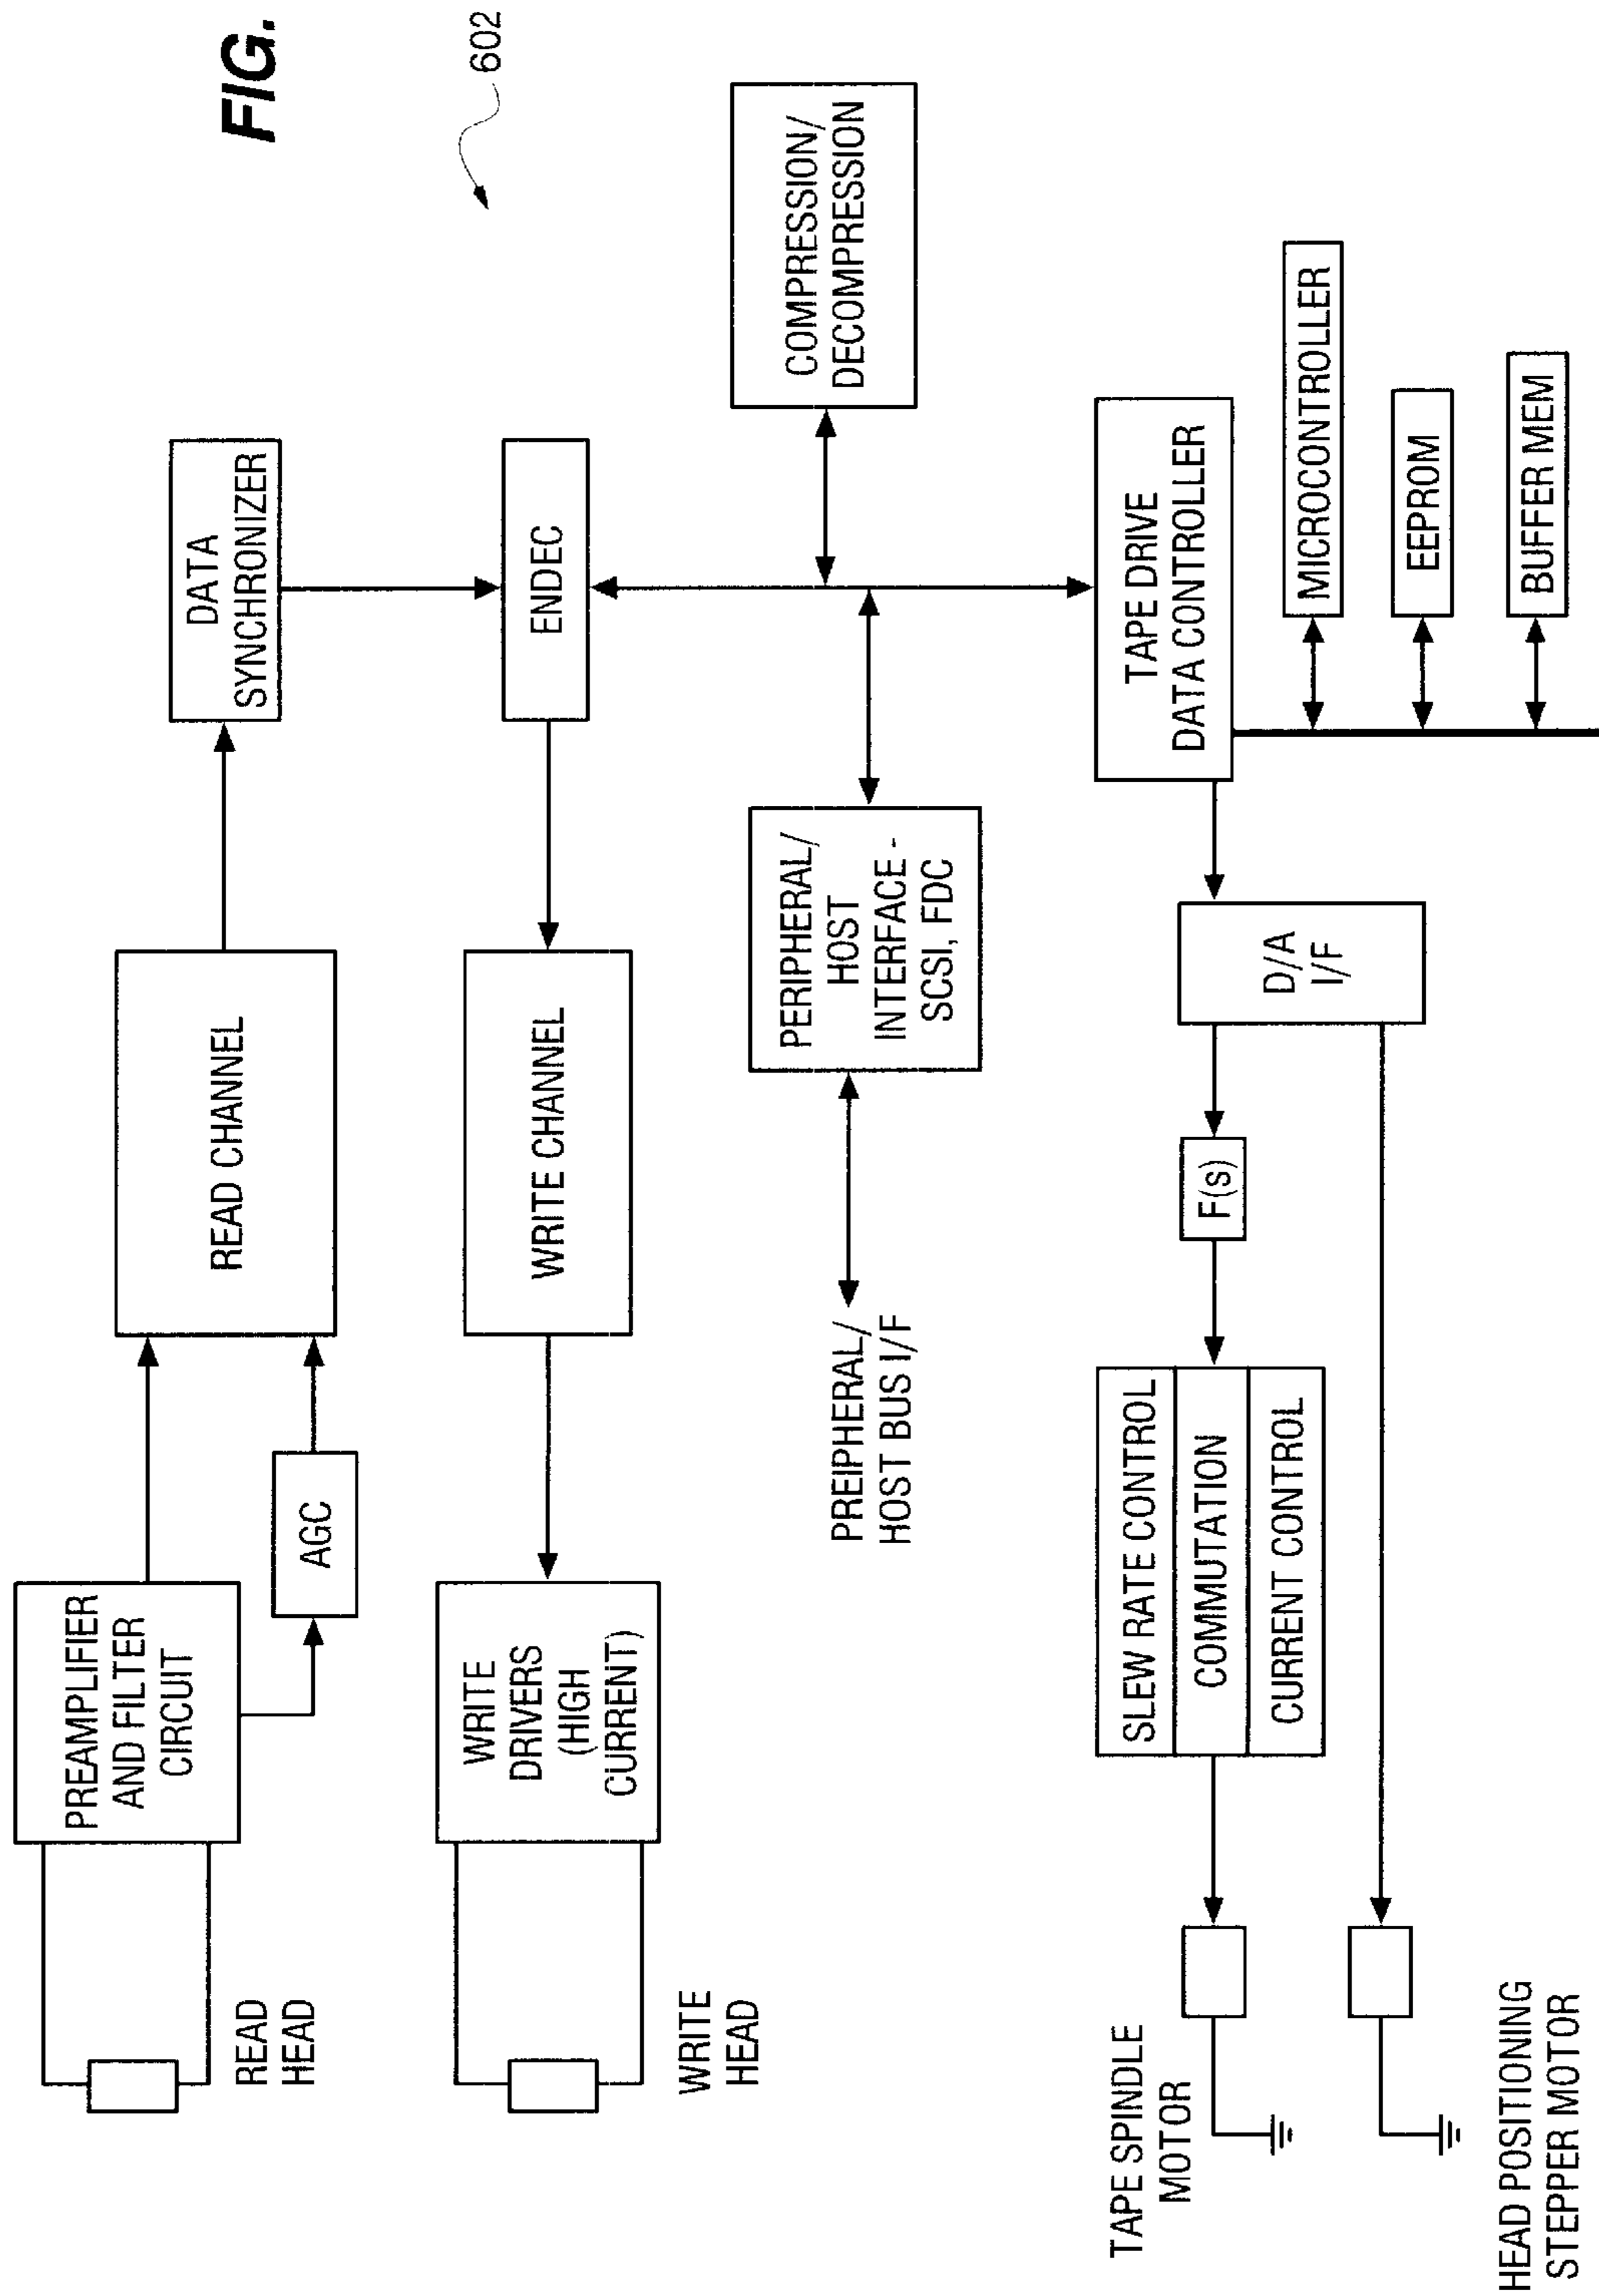 FIG.
602
PREAMPLIFIER
AND FILTER
CIRCUIT
AGC
READ CHANNEL
DATA
SYNCHRONIZER
READ
HEAD
WRITE
DRIVERS
(HIGH
CURRENT)
WRITE CHANNEL
ENDEC
WRITE
HEAD
COMPRESSION/
DECOMPRESSION
PREIPHERAL/
HOST BUS I/F
PERIPHERAL/
HOST
INTERFACE -
SCSI, FDC
TAPE DRIVE
DATA CONTROLLER
TAPE SPINDLE
MOTOR
SLEW RATE CONTROL
COMMUTATION
CURRENT CONTROL
F(s)
D/A
I/F
MICROCONTROLLER
EEPROM
BUFFER MEM
HEAD POSITIONING
STEPPER MOTOR